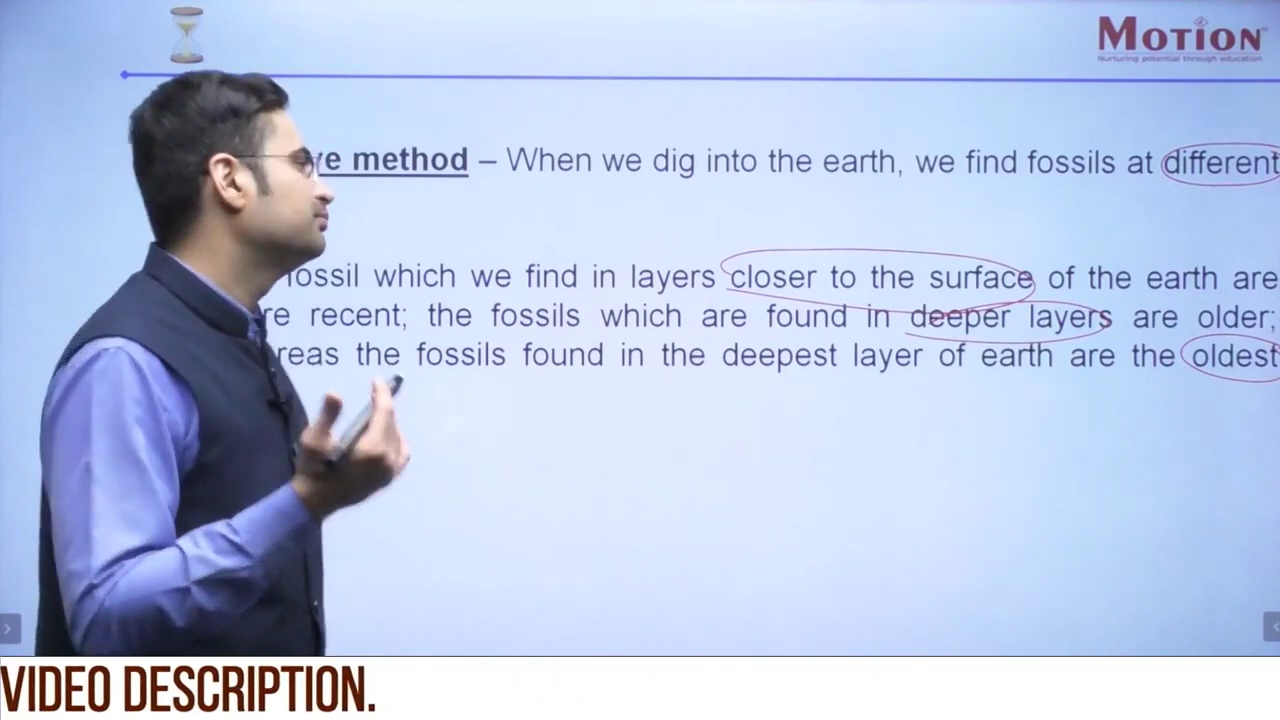 MOTION
Nurturing potential through education
ve method – When we dig into the earth, we find fossils at different
fossil which we find in layers closer to the surface of the earth are
re recent; the fossils which are found in deeper layers are older;
reas the fossils found in the deepest layer of earth are the oldest
VIDEO DESCRIPTION.